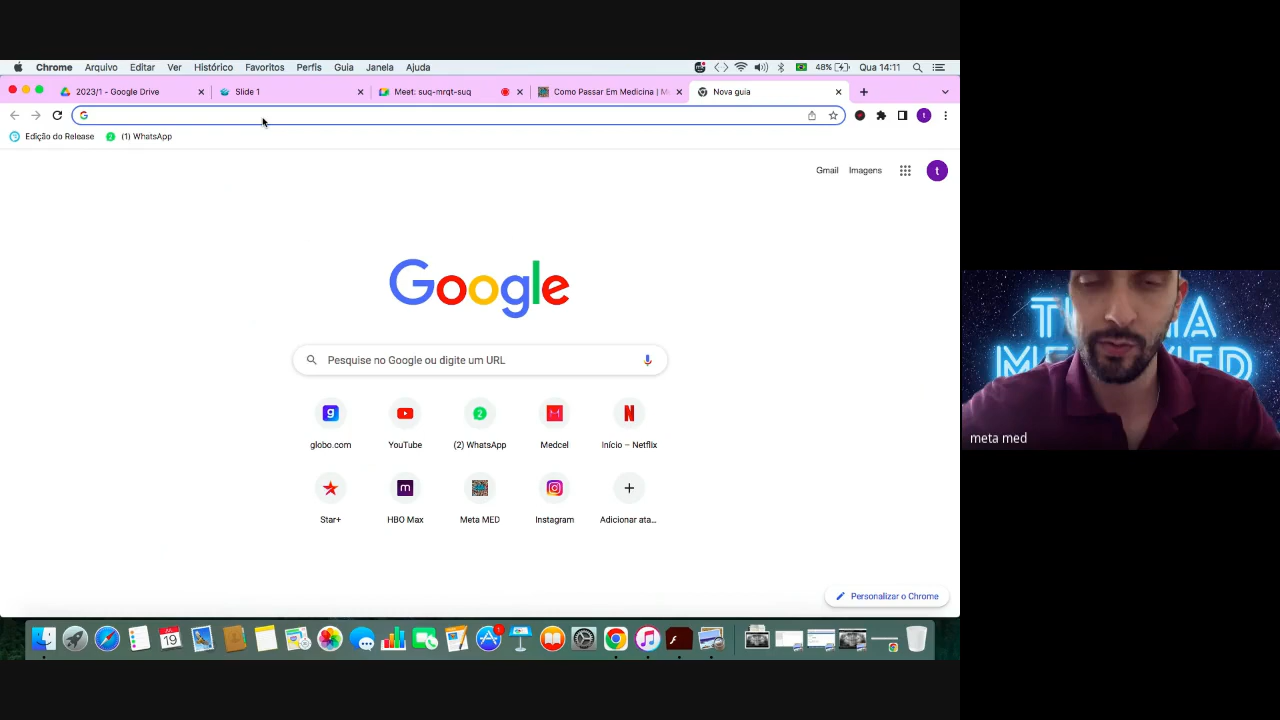 Chrome Arquivo Editar Ver Histórico Favoritos Perfis Guia Janela Ajuda 48% Qua 14:11
2023/1 - Google Drive Slide 1 Meet: suq-mrqt-suq Como Passar Em Medicina | M Nova guia
Edição do Release (1) WhatsApp
Gmail Imagens
t
Google
Pesquise no Google ou digite um URL
globo.com YouTube (2) WhatsApp Medcel Início – Netflix
Star+ HBO Max Meta MED Instagram Adicionar ata...
Personalizar o Chrome
19
meta med